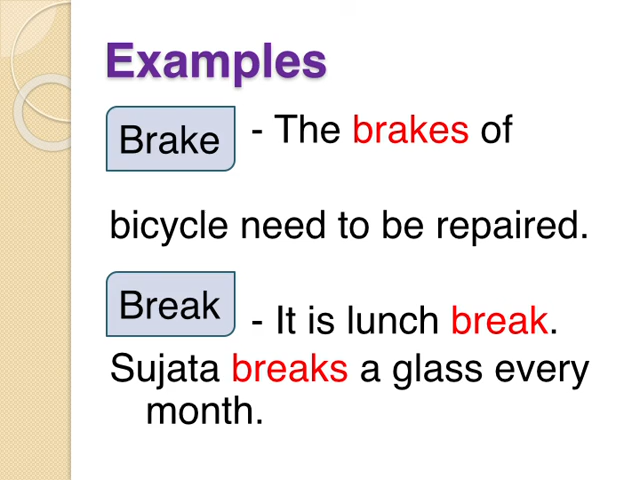 Examples
Brake - The brakes of
bicycle need to be repaired.
Break - It is lunch break.
Sujata breaks a glass every
month.